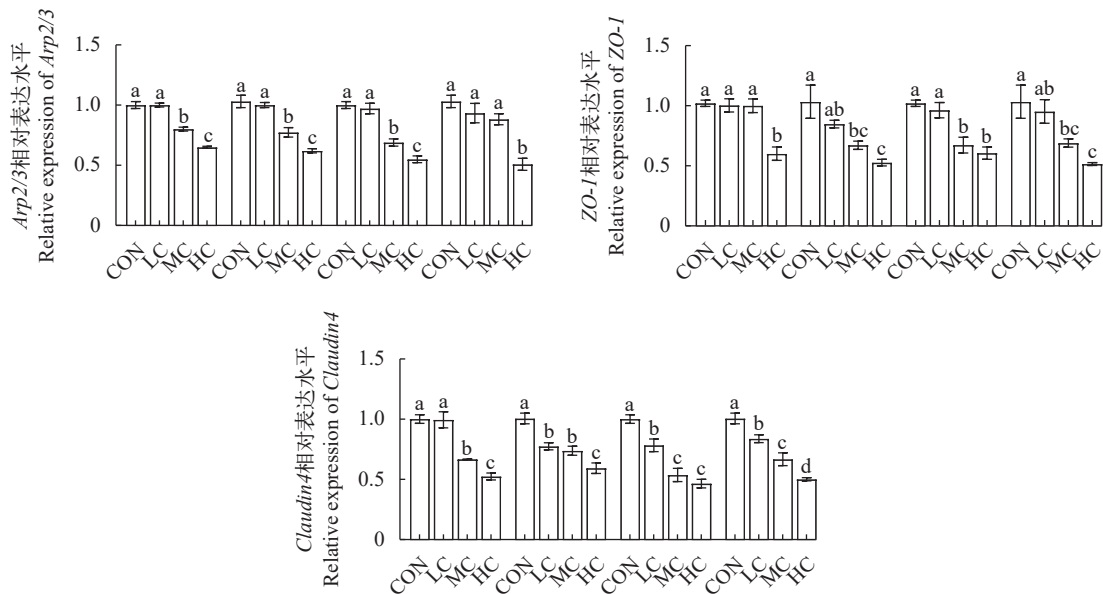 Arp2/3相对表达水平
Relative expression of Arp2/3
1.5
1.0
0.5
0
a a b c a a b c a a b c a a a b
CON LC MC HC CON LC MC HC CON LC MC HC CON LC MC HC
ZO-1相对表达水平
Relative expression of ZO-1
1.5
1.0
0.5
0
a a a b a ab bc c a a b b a ab bc c
CON LC MC HC CON LC MC HC CON LC MC HC CON LC MC HC
Claudin4相对表达水平
Relative expression of Claudin4
1.5
1.0
0.5
0
a a b c a b b c a b c c a b c d
CON LC MC HC CON LC MC HC CON LC MC HC CON LC MC HC